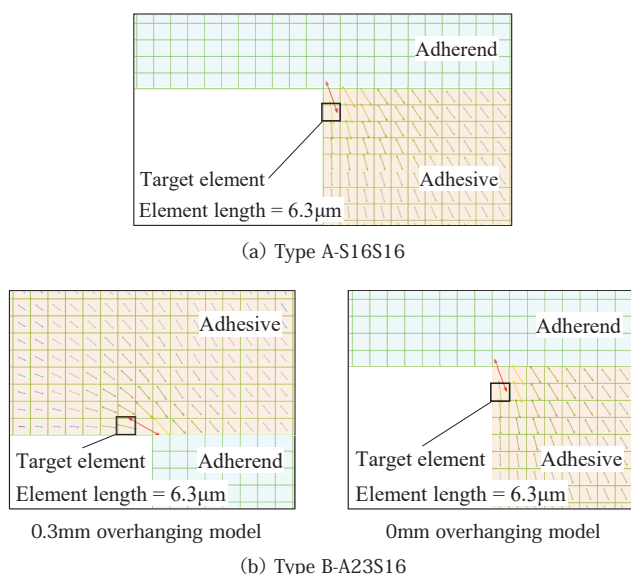 Adherend
Target element
Adhesive
Element length = 6.3μm
(a) Type A-S16S16
Adhesive
Target element
Adherend
Element length = 6.3μm
0.3mm overhanging model
Adherend
Target element
Adhesive
Element length = 6.3μm
0mm overhanging model
(b) Type B-A23S16